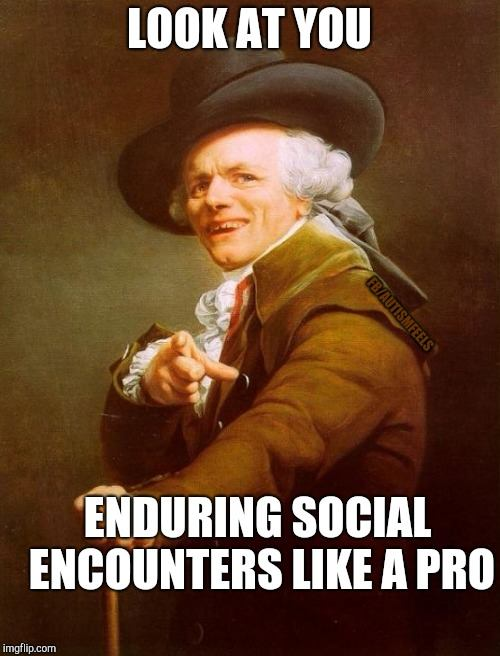 LOOK AT YOU
FB/AUTISMFEELS
ENDURING SOCIAL
ENCOUNTERS LIKE A PRO
imgflip.com